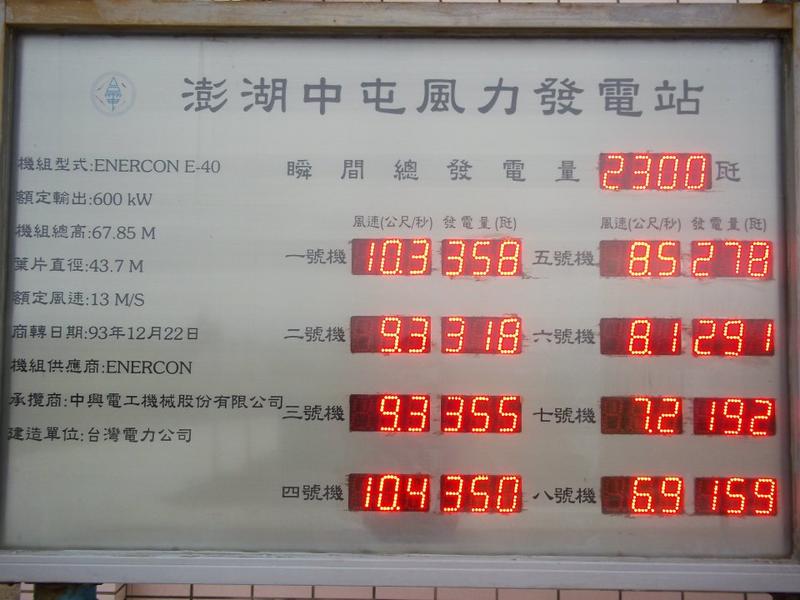 澎湖中屯風力發電站
機組型式:ENERCON E-40
額定輸出:600 kW
機組總高:67.85 M
葉片直徑:43.7 M
額定風速:13 M/S
商轉日期:93年12月22日
機組供應商:ENERCON
承攬商:中興電工機械股份有限公司
建造單位:台灣電力公司
瞬間總發電量 2300 瓩
風速(公尺/秒) 發電量(瓩) 風速(公尺/秒) 發電量(瓩)
一號機 10.3 358 五號機 8.5 278
二號機 9.3 318 六號機 8.1 291
三號機 9.3 355 七號機 7.2 192
四號機 10.4 350 八號機 6.9 159